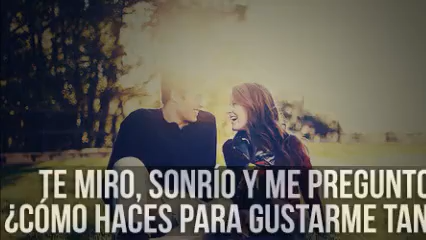 TE MIRO, SONRÍO Y ME PREGUNTO
¿CÓMO HACES PARA GUSTARME TAN